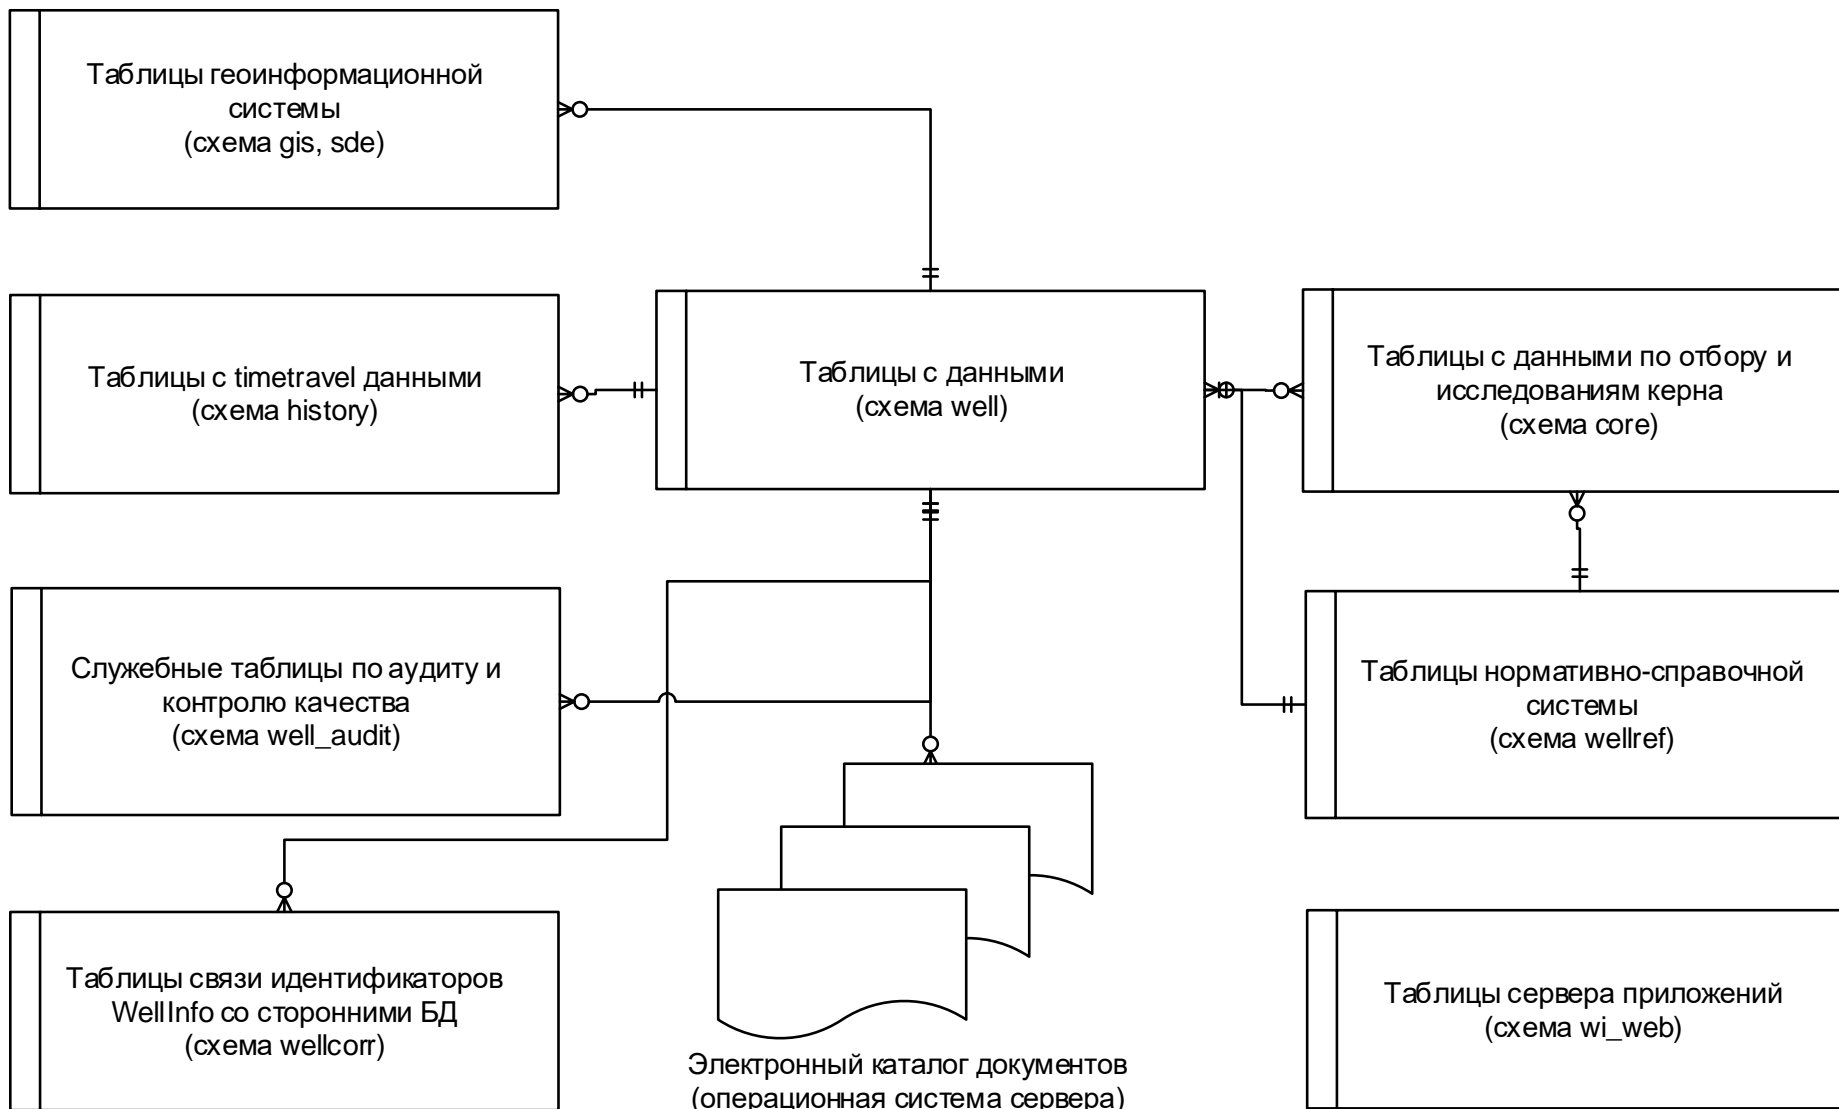 Таблицы геоинформационной
системы
(схема gis, sde)
Таблицы с timetravel данными
(схема history)
Таблицы с данными
(схема well)
Таблицы с данными по отбору и
исследованиям керна
(схема core)
Служебные таблицы по аудиту и
контролю качества
(схема well_audit)
Таблицы нормативно-справочной
системы
(схема wellref)
Таблицы связи идентификаторов
WellInfo со сторонними БД
(схема wellcorr)
Электронный каталог документов
(операционная система сервера)
Таблицы сервера приложений
(схема wi_web)